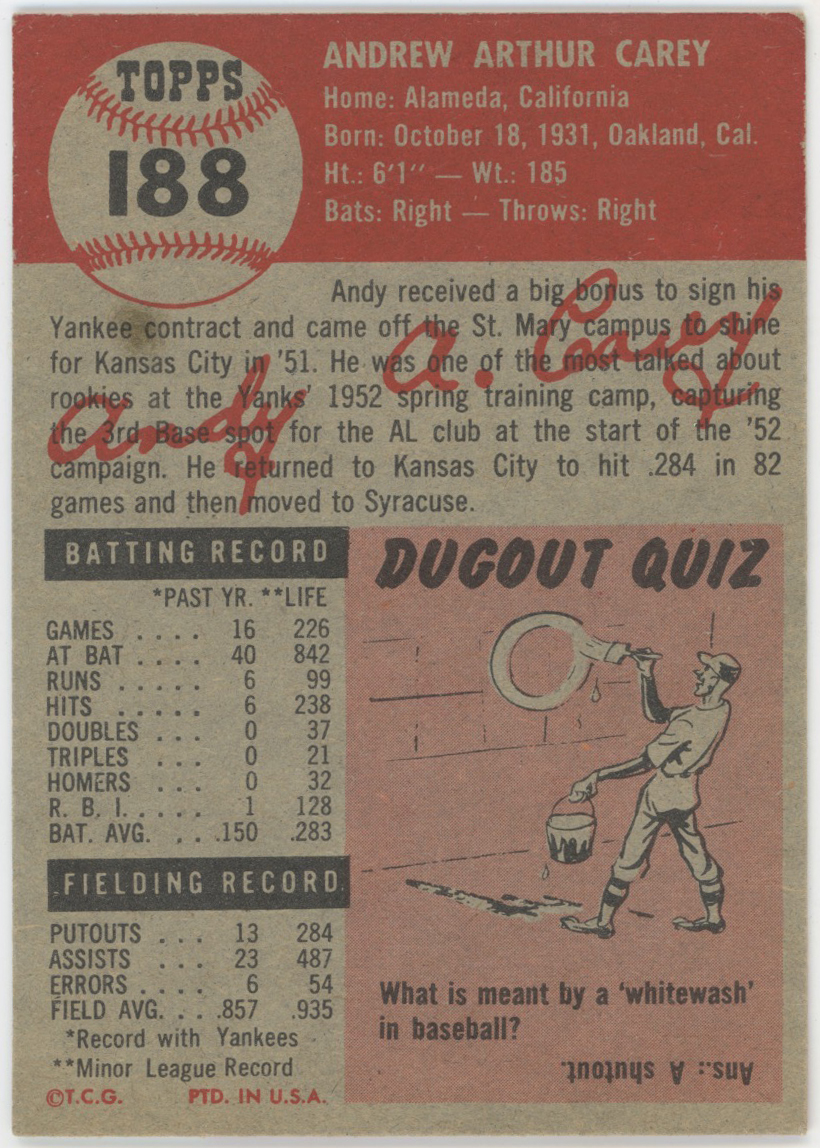 TOPPS
188
ANDREW ARTHUR CAREY
Home: Alameda, California
Born: October 18, 1931, Oakland, Cal.
Ht.: 6'1" — Wt.: 185
Bats: Right — Throws: Right
Andy received a big bonus to sign his
Yankee contract and came off the St. Mary campus to shine
for Kansas City in '51. He was one of the most talked about
rookies at the Yanks' 1952 spring training camp, capturing
the 3rd Base spot for the AL club at the start of the '52
campaign. He returned to Kansas City to hit .284 in 82
games and then moved to Syracuse.
Andy A. Carey
BATTING RECORD
*PAST YR. **LIFE
GAMES . . . . 16 226
AT BAT . . . . 40 842
RUNS . . . . . 6 99
HITS . . . . . 6 238
DOUBLES . . . 0 37
TRIPLES . . . 0 21
HOMERS . . . 0 32
R. B. I. . . . . 1 128
BAT. AVG. . . .150 .283
FIELDING RECORD
PUTOUTS . . . 13 284
ASSISTS . . . 23 487
ERRORS . . . . 6 54
FIELD AVG. . . .857 .935
*Record with Yankees
**Minor League Record
©T.C.G. PTD. IN U.S.A.
DUGOUT QUIZ
What is meant by a 'whitewash'
in baseball?
Ans.: A shutout.